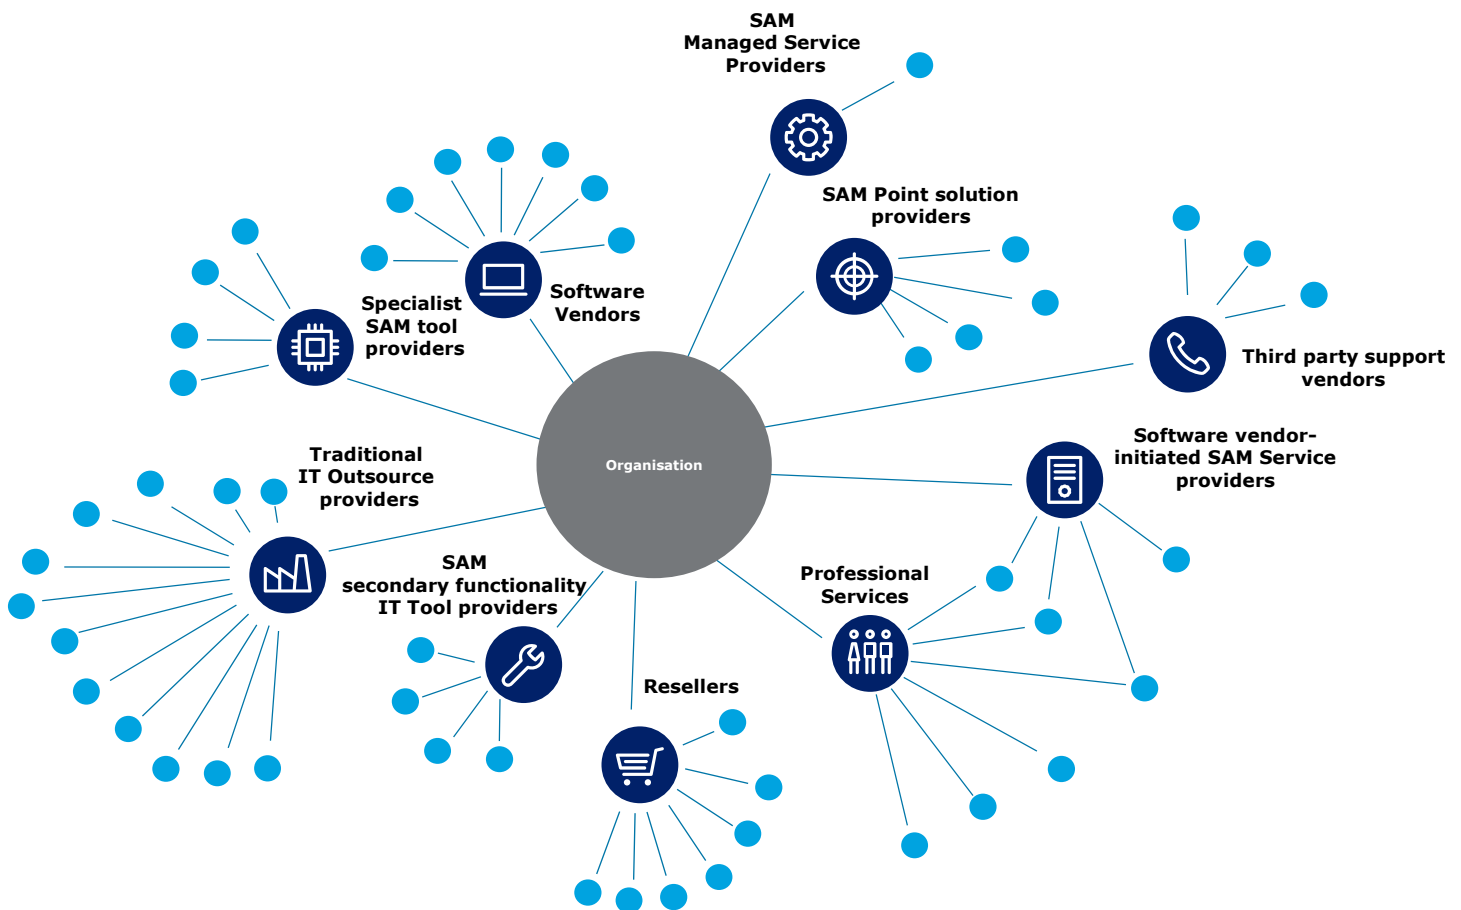 SAM
Managed Service
Providers
SAM Point solution
providers
Specialist
SAM tool
providers
Software
Vendors
Third party support
vendors
Traditional
IT Outsource
providers
Organisation
Software vendor-
initiated SAM Service
providers
SAM
secondary functionality
IT Tool providers
Professional
Services
Resellers